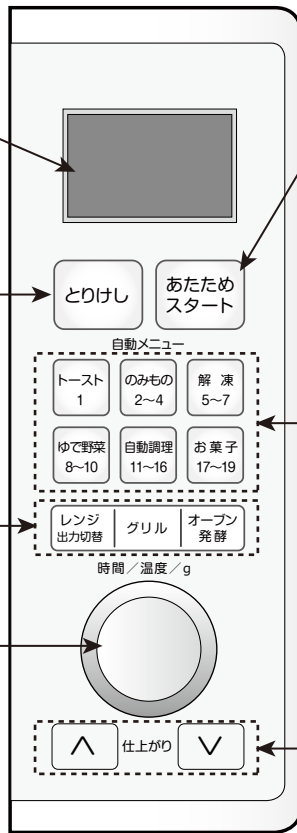 とりけし
あたため
スタート
自動メニュー
トースト
1
のみもの
2〜4
解 凍
5〜7
ゆで野菜
8〜10
自動調理
11〜16
お菓子
17〜19
レンジ
出力切替
グリル
オーブン
発酵
時間／温度／g
仕上がり